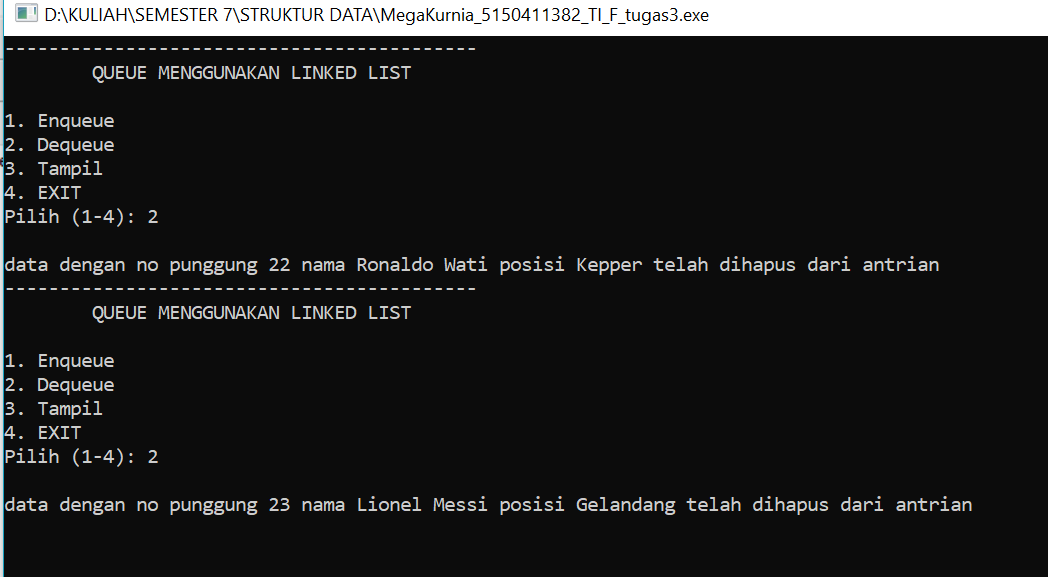 D:\KULIAH\SEMESTER 7\STRUKTUR DATA\MegaKurnia_5150411382_TI_F_tugas3.exe
-------------------------------------------
QUEUE MENGGUNAKAN LINKED LIST
1. Enqueue
2. Dequeue
3. Tampil
4. EXIT
Pilih (1-4): 2
data dengan no punggung 22 nama Ronaldo Wati posisi Kepper telah dihapus dari antrian
-------------------------------------------
QUEUE MENGGUNAKAN LINKED LIST
1. Enqueue
2. Dequeue
3. Tampil
4. EXIT
Pilih (1-4): 2
data dengan no punggung 23 nama Lionel Messi posisi Gelandang telah dihapus dari antrian